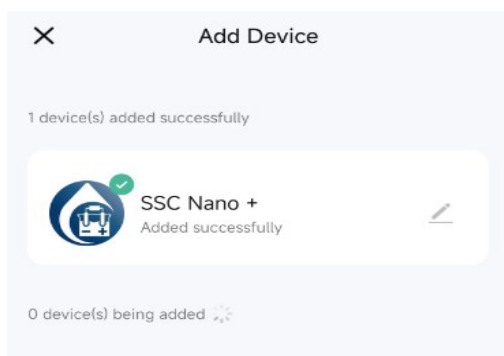 Add Device
1 device(s) added successfully
SSC Nano +
Added successfully
0 device(s) being added